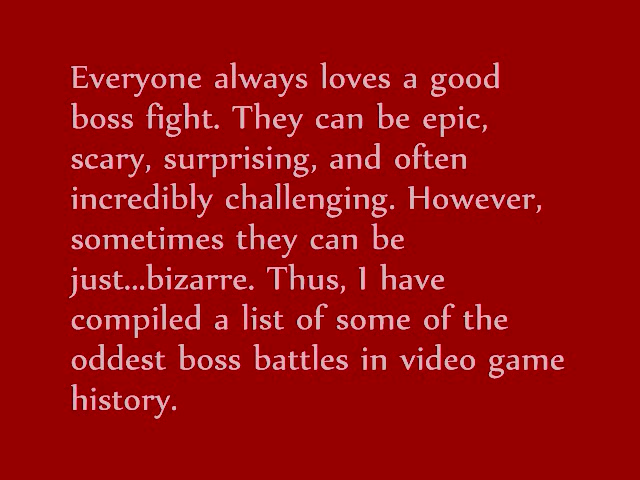 Everyone always loves a good
boss fight. They can be epic,
scary, surprising, and often
incredibly challenging. However,
sometimes they can be
just...bizarre. Thus, I have
compiled a list of some of the
oddest boss battles in video game
history.